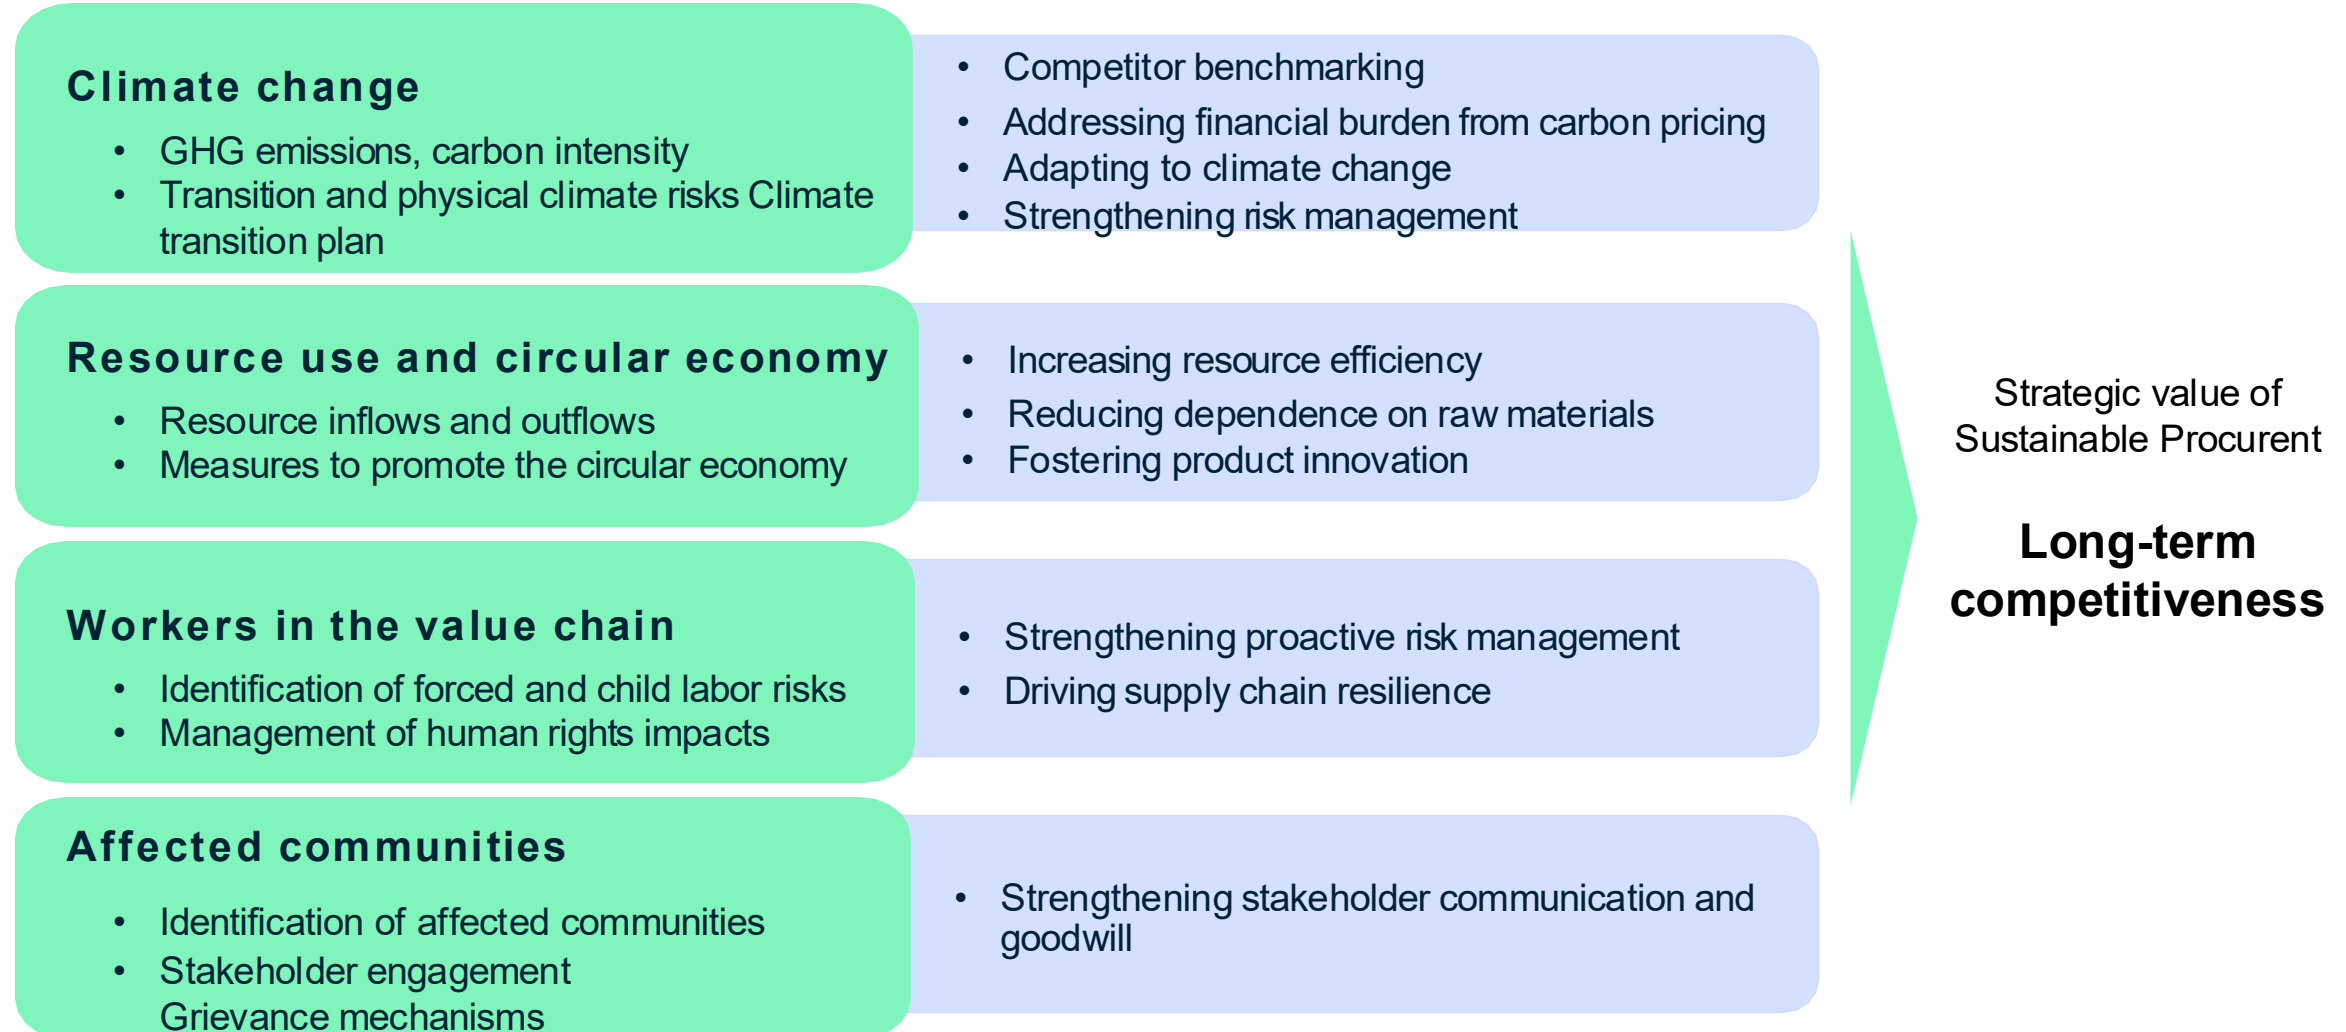 Climate change
• GHG emissions, carbon intensity
• Transition and physical climate risks Climate
transition plan
• Competitor benchmarking
• Addressing financial burden from carbon pricing
• Adapting to climate change
• Strengthening risk management
Resource use and circular economy
• Resource inflows and outflows
• Measures to promote the circular economy
• Increasing resource efficiency
• Reducing dependence on raw materials
• Fostering product innovation
Workers in the value chain
• Identification of forced and child labor risks
• Management of human rights impacts
• Strengthening proactive risk management
• Driving supply chain resilience
Affected communities
• Identification of affected communities
• Stakeholder engagement
Grievance mechanisms
• Strengthening stakeholder communication and
goodwill
Strategic value of
Sustainable Procurent
Long-term
competitiveness